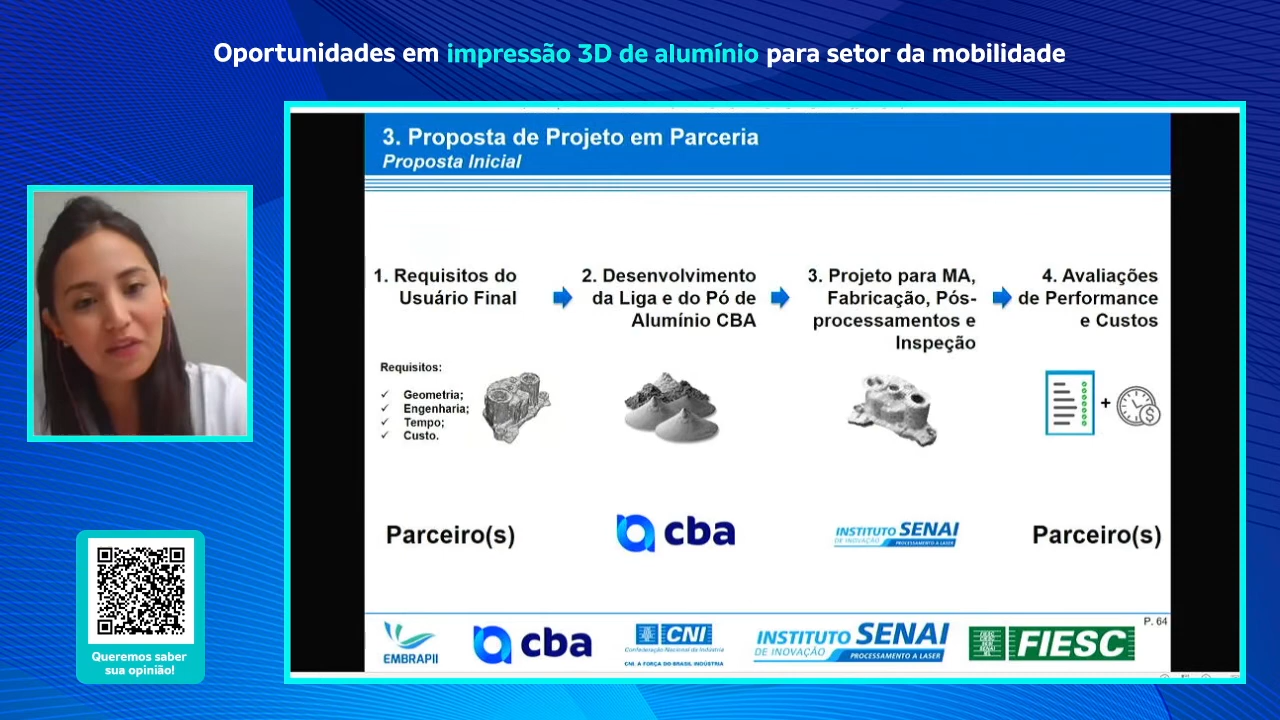 Oportunidades em impressão 3D de alumínio para setor da mobilidade
3. Proposta de Projeto em Parceria
Proposta Inicial
1. Requisitos do
Usuário Final
2. Desenvolvimento
da Liga e do Pó de
Alumínio CBA
3. Projeto para MA,
Fabricação, Pós-
processamentos e
Inspeção
4. Avaliações
de Performance
e Custos
Requisitos:
✓ Geometria;
✓ Engenharia;
✓ Tempo;
✓ Custo.
+
$
Parceiro(s)
cba
INSTITUTO SENAI
DE INOVAÇÃO PROCESSAMENTO A LASER
Parceiro(s)
P. 64
EMBRAPII
cba
CNI
Confederação Nacional da Indústria
CNI. A FORÇA DO BRASIL INDÚSTRIA
INSTITUTO SENAI
DE INOVAÇÃO PROCESSAMENTO A LASER
FIESC
Queremos saber
sua opinião!